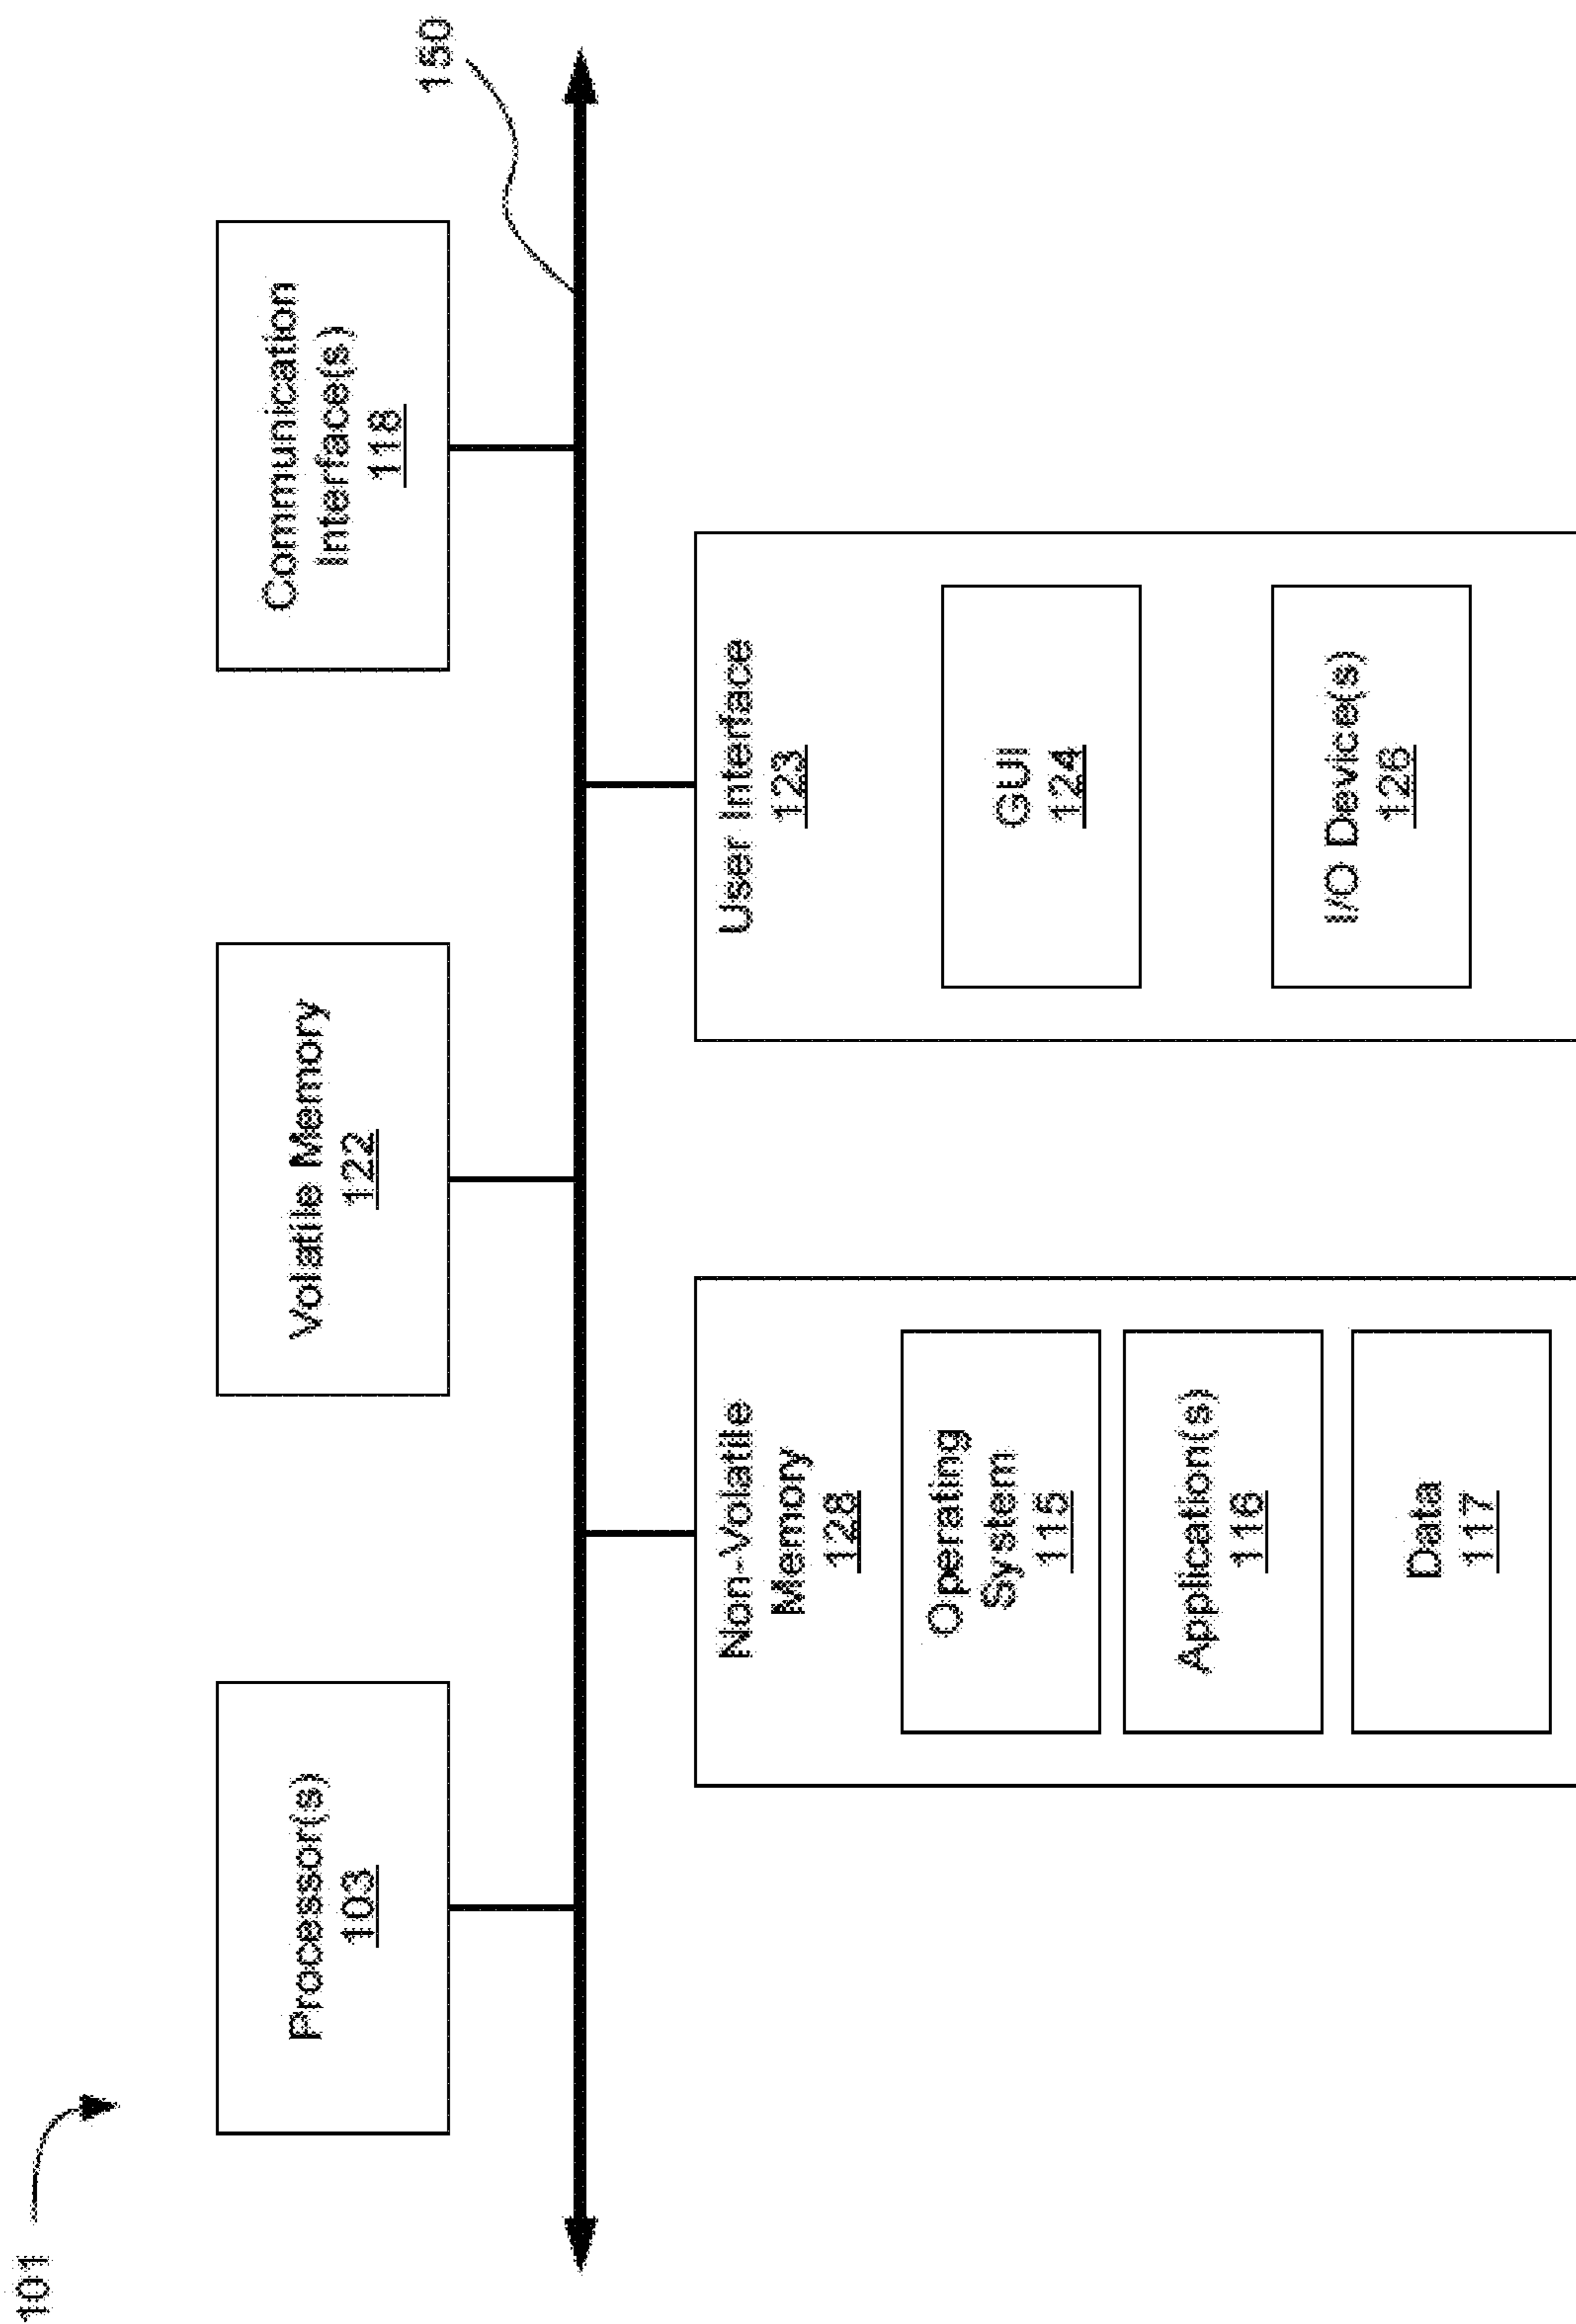 101
150
Processor(s)
103
Volatile Memory
122
Communication
Interface(s)
118
Non-Volatile
Memory
128
Operating
System
115
Application(s)
116
Data
117
User Interface
123
GUI
124
I/O Device(s)
126